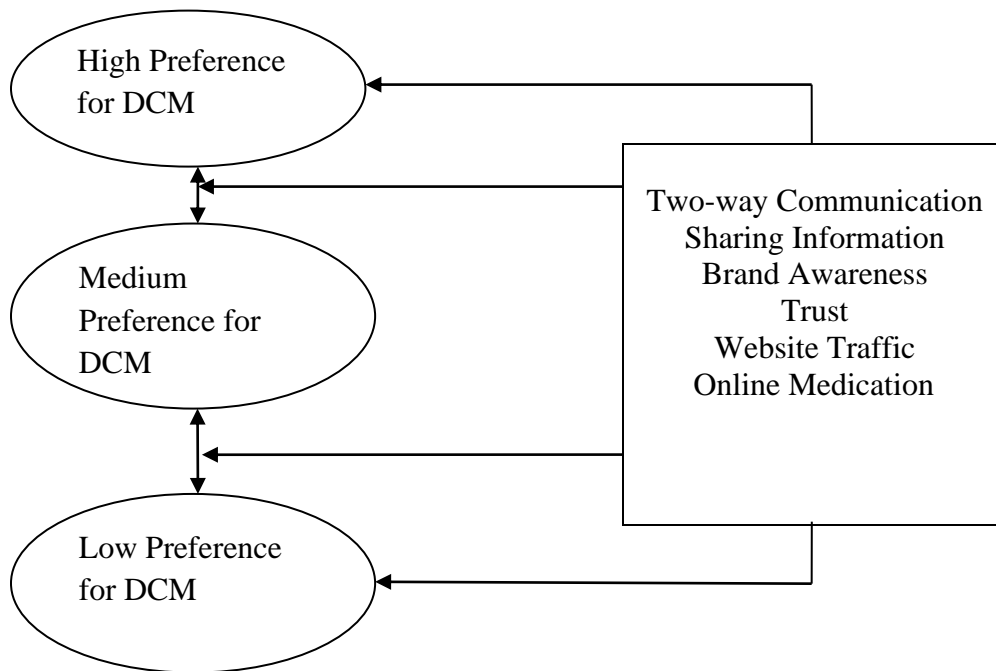 High Preference
for DCM
Two-way Communication
Sharing Information
Brand Awareness
Trust
Website Traffic
Online Medication
Medium
Preference for
DCM
Low Preference
for DCM